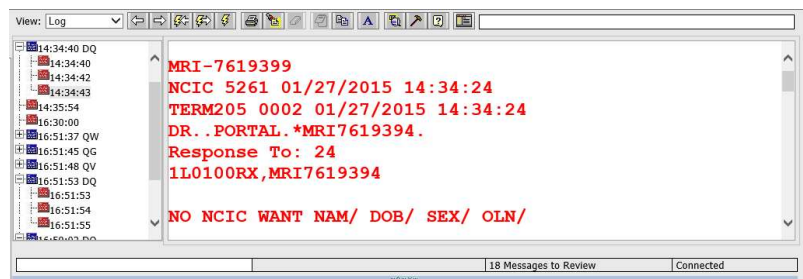 View: Log
A
14:34:40 DQ
14:34:40
14:34:42
14:34:43
14:35:54
16:30:00
16:51:37 QW
16:51:45 QG
16:51:48 QV
16:51:53 DQ
16:51:53
16:51:54
16:51:55
16:59:02 DQ
MRI-7619399
NCIC 5261 01/27/2015 14:34:24
TERM205 0002 01/27/2015 14:34:24
DR..PORTAL.*MRI7619394.
Response To: 24
1L0100RX,MRI7619394
NO NCIC WANT NAM/ DOB/ SEX/ OLN/
18 Messages to Review
Connected